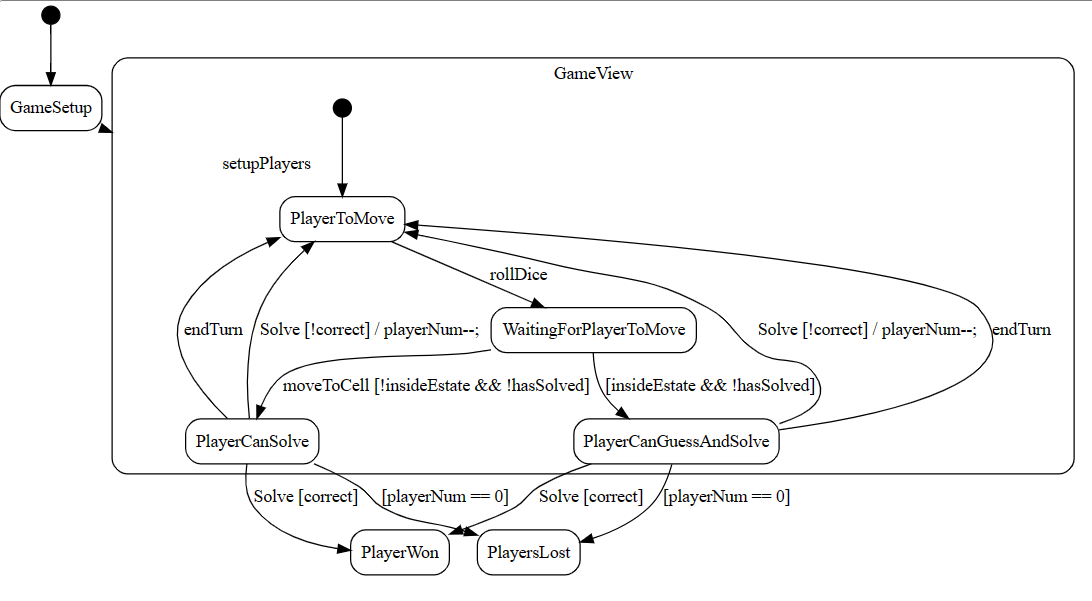 GameView
GameSetup
setupPlayers
PlayerToMove
rollDice
endTurn
Solve [!correct] / playerNum--;
WaitingForPlayerToMove
Solve [!correct] / playerNum--;
endTurn
moveToCell [!insideEstate && !hasSolved]
[insideEstate && !hasSolved]
PlayerCanSolve
PlayerCanGuessAndSolve
Solve [correct]
[playerNum == 0]
Solve [correct]
[playerNum == 0]
PlayerWon
PlayersLost